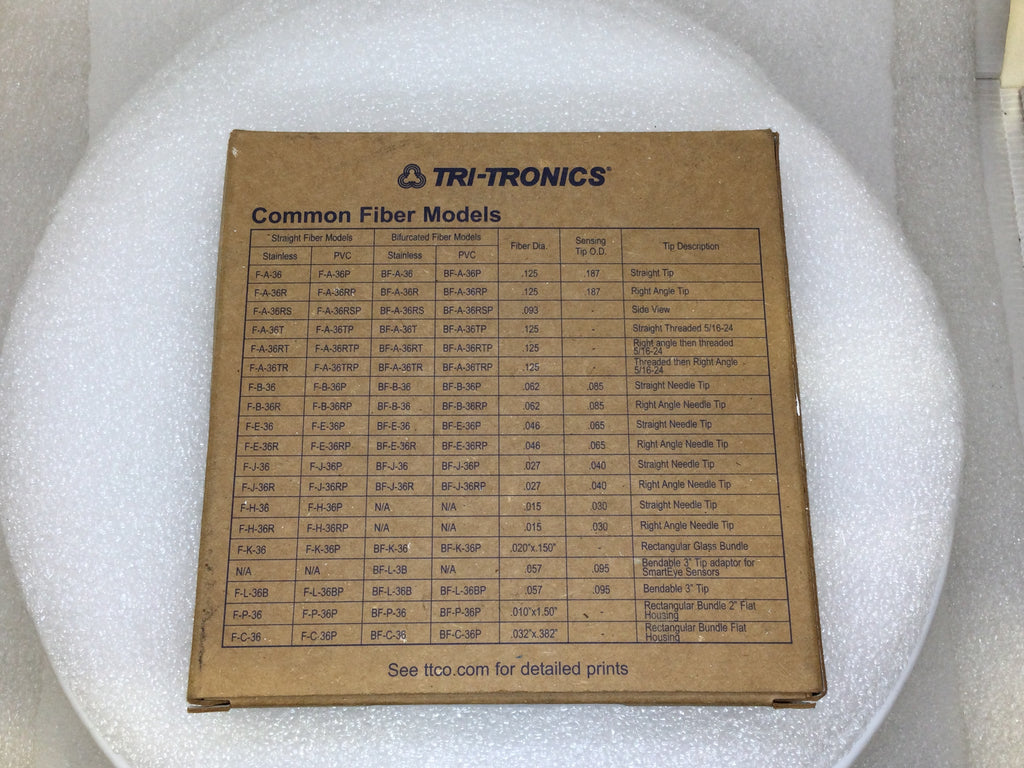 TRI-TRONICS®
Common Fiber Models
Straight Fiber Models Bifurcated Fiber Models Fiber Dia. Sensing Tip O.D. Tip Description
Stainless PVC Stainless PVC
F-A-36 F-A-36P BF-A-36 BF-A-36P .125 .187 Straight Tip
F-A-36R F-A-36RP BF-A-36R BF-A-36RP .125 .187 Right Angle Tip
F-A-36RS F-A-36RSP BF-A-36RS BF-A-36RSP .093 - Side View
F-A-36T F-A-36TP BF-A-36T BF-A-36TP .125 - Straight Threaded 5/16-24
F-A-36RT F-A-36RTP BF-A-36RT BF-A-36RTP .125 - Right angle then threaded 5/16-24
F-A-36TR F-A-36TRP BF-A-36TR BF-A-36TRP .125 - Threaded then Right Angle 5/16-24
F-B-36 F-B-36P BF-B-36 BF-B-36P .062 .085 Straight Needle Tip
F-B-36R F-B-36RP BF-B-36 BF-B-36RP .062 .085 Right Angle Needle Tip
F-E-36 F-E-36P BF-E-36 BF-E-36P .046 .065 Straight Needle Tip
F-E-36R F-E-36RP BF-E-36R BF-E-36RP .046 .065 Right Angle Needle Tip
F-J-36 F-J-36P BF-J-36 BF-J-36P .027 .040 Straight Needle Tip
F-J-36R F-J-36RP BF-J-36R BF-J-36RP .027 .040 Right Angle Needle Tip
F-H-36 F-H-36P N/A N/A .015 .030 Straight Needle Tip
F-H-36R F-H-36RP N/A N/A .015 .030 Right Angle Needle Tip
F-K-36 F-K-36P BF-K-36 BF-K-36P .020"x.150" - Rectangular Glass Bundle
N/A N/A BF-L-3B N/A .057 .095 Bendable 3" Tip adaptor for SmartEye Sensors
F-L-36B F-L-36BP BF-L-36B BF-L-36BP .057 .095 Bendable 3" Tip
F-P-36 F-P-36P BF-P-36 BF-P-36P .010"x1.50" - Rectangular Bundle 2" Flat Housing
F-C-36 F-C-36P BF-C-36 BF-C-36P .032"x.382" - Rectangular Bundle Flat Housing
See ttco.com for detailed prints